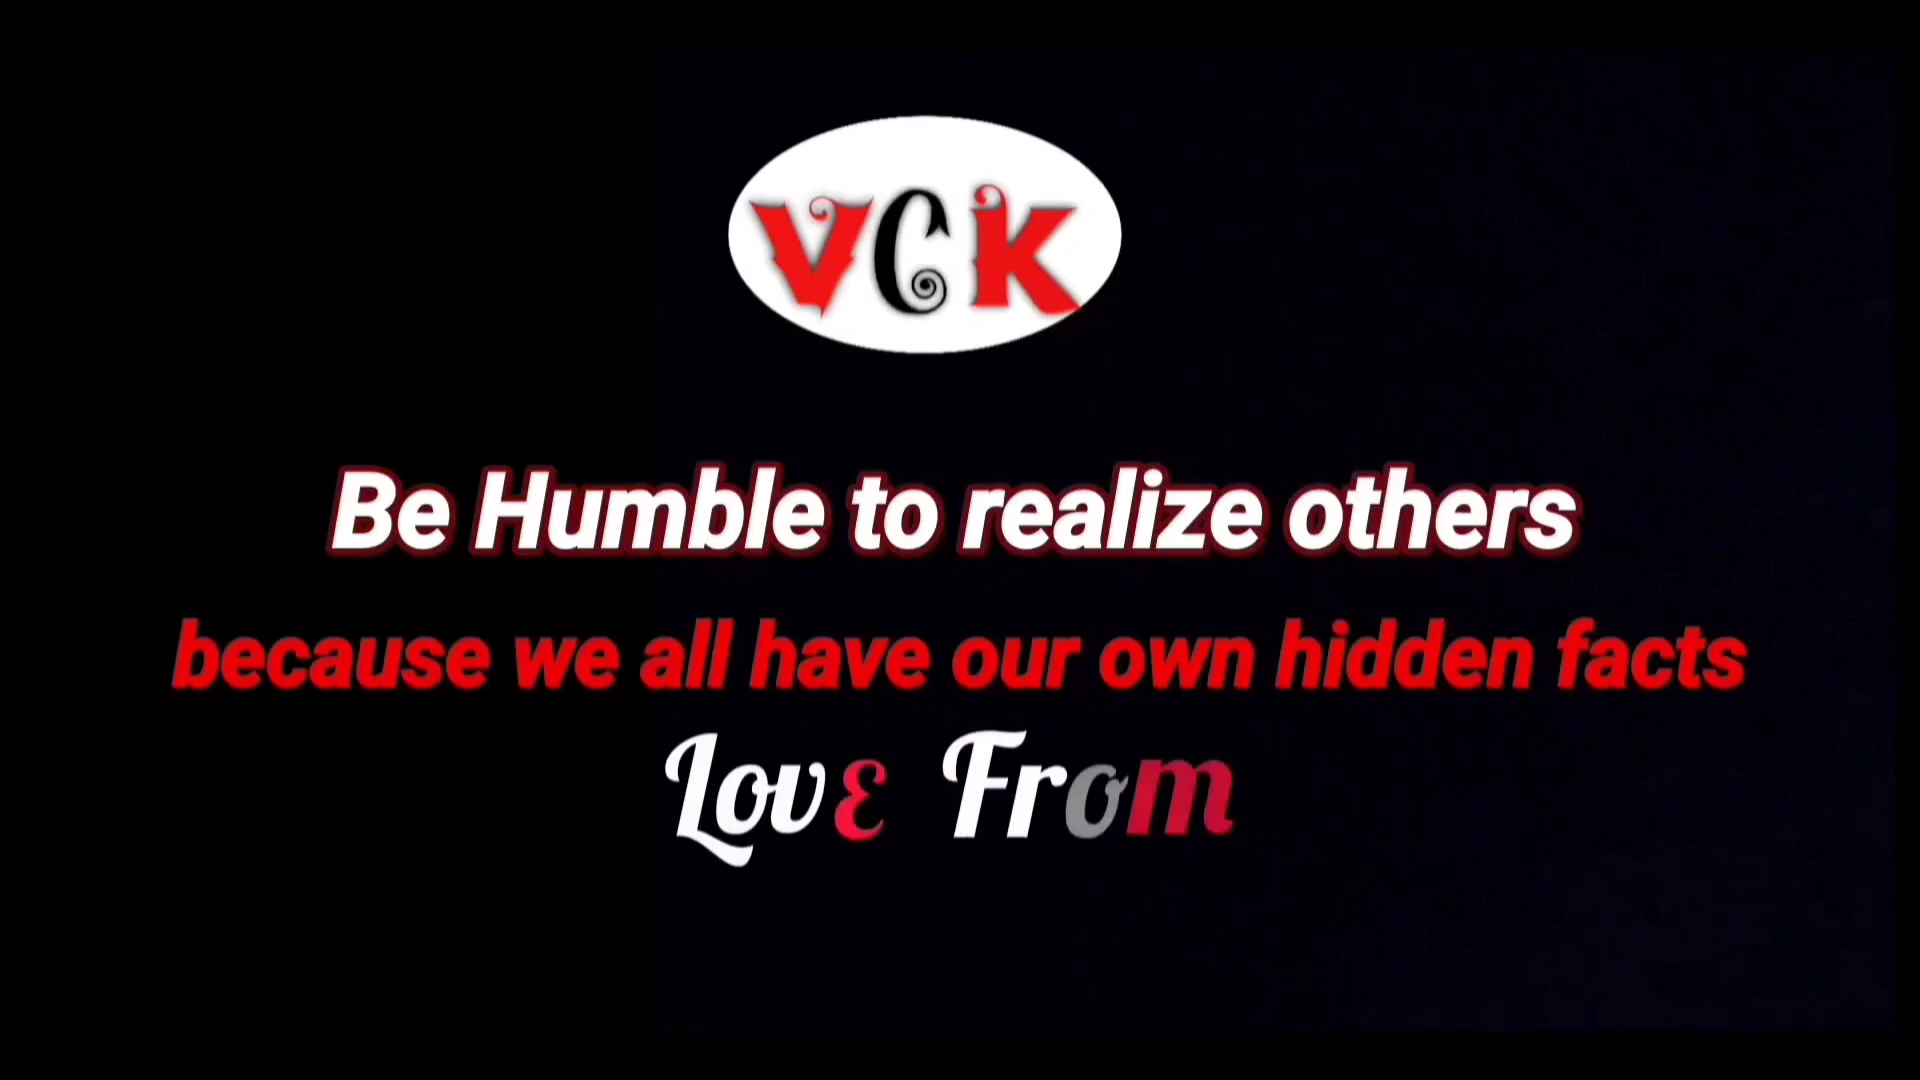 VCK
Be Humble to realize others
because we all have our own hidden facts
Love From